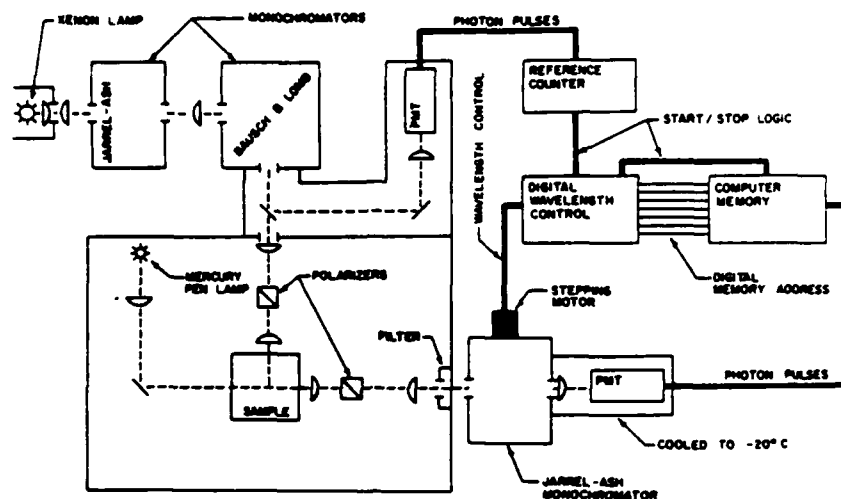 XENON LAMP
MONOCHROMATORS
PHOTON PULSES
JARREL-ASH
BAUSCH & LOMB
PMT
REFERENCE
COUNTER
WAVELENGTH CONTROL
START/STOP LOGIC
DIGITAL
WAVELENGTH
CONTROL
COMPUTER
MEMORY
MERCURY
PEN LAMP
POLARIZERS
STEPPING
MOTOR
DIGITAL
MEMORY ADDRESS
FILTER
SAMPLE
PMT
PHOTON PULSES
COOLED TO -20°C
JARREL-ASH
MONOCHROMATOR